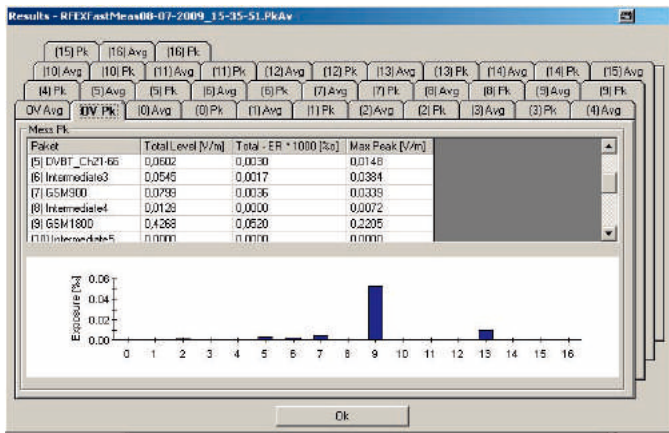 Results - RFEXFastMeas08-07-2009_15-35-51.PkAv
(15) Pk (16) Avg (16) Pk
(10) Avg (10) Pk (11) Avg (11) Pk (12) Avg (12) Pk (13) Avg (13) Pk (14) Avg (14) Pk (15) Avg
(4) Pk (5) Avg (5) Pk (6) Avg (6) Pk (7) Avg (7) Pk (8) Avg (8) Pk (9) Avg (9) Pk
OV Avg OV Pk (0) Avg (0) Pk (1) Avg (1) Pk (2) Avg (2) Pk (3) Avg (3) Pk (4) Avg
Mess Pk
Paket Total Level [V/m] Total - ER * 1000 [‰] Max Peak [V/m]
(5) DVBT_Ch21-66 0,0602 0,0030 0,0148
(6) Intermediate3 0,0545 0,0017 0,0384
(7) GSM900 0,0799 0,0036 0,0339
(8) Intermediate4 0,0128 0,0000 0,0072
(9) GSM1800 0,4268 0,0520 0,2205
(10) Intermediate5 0,0000 0,0000 0,0000
Exposure [‰]
0.06
0.04
0.02
0.00
0 1 2 3 4 5 6 7 8 9 10 11 12 13 14 15 16
Ok